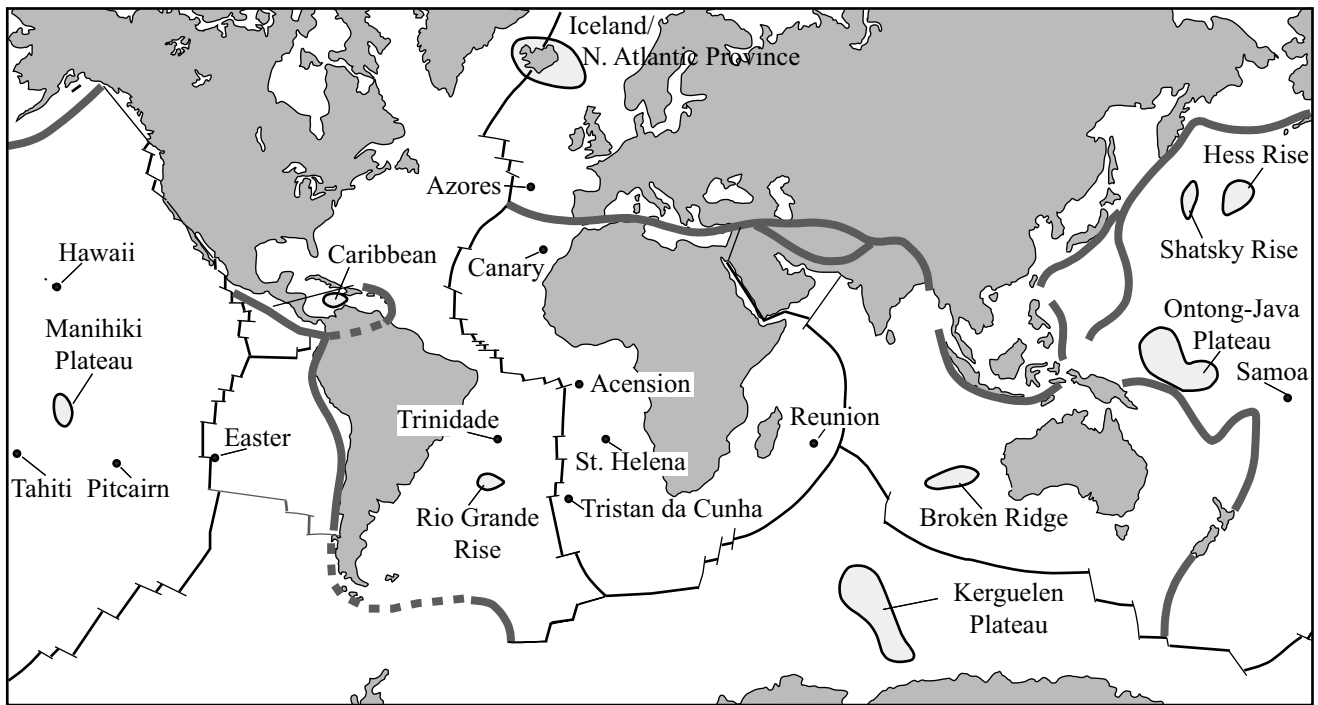 Iceland/
N. Atlantic Province
Hess Rise
Azores
Shatsky Rise
Hawaii
Caribbean
Canary
Manihiki
Plateau
Ontong-Java
Plateau
Samoa
Acension
Trinidade
Reunion
Easter
St. Helena
Tahiti
Pitcairn
Rio Grande
Rise
Tristan da Cunha
Broken Ridge
Kerguelen
Plateau